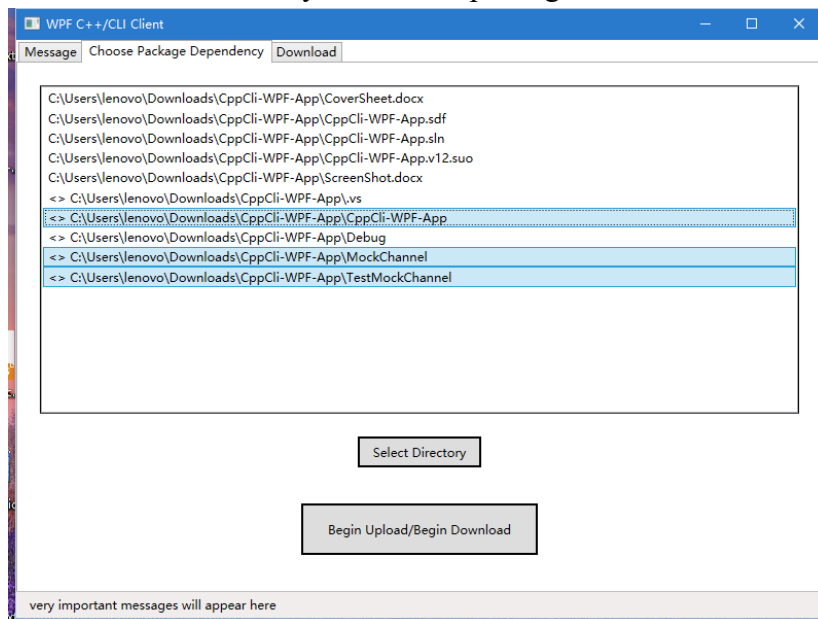 WPF C++/CLI Client
Message Choose Package Dependency Download
C:\Users\lenovo\Downloads\CppCli-WPF-App\CoverSheet.docx
C:\Users\lenovo\Downloads\CppCli-WPF-App\CppCli-WPF-App.sdf
C:\Users\lenovo\Downloads\CppCli-WPF-App\CppCli-WPF-App.sln
C:\Users\lenovo\Downloads\CppCli-WPF-App\CppCli-WPF-App.v12.suo
C:\Users\lenovo\Downloads\CppCli-WPF-App\ScreenShot.docx
<> C:\Users\lenovo\Downloads\CppCli-WPF-App\.vs
<> C:\Users\lenovo\Downloads\CppCli-WPF-App\CppCli-WPF-App
<> C:\Users\lenovo\Downloads\CppCli-WPF-App\Debug
<> C:\Users\lenovo\Downloads\CppCli-WPF-App\MockChannel
<> C:\Users\lenovo\Downloads\CppCli-WPF-App\TestMockChannel
Select Directory
Begin Upload/Begin Download
very important messages will appear here